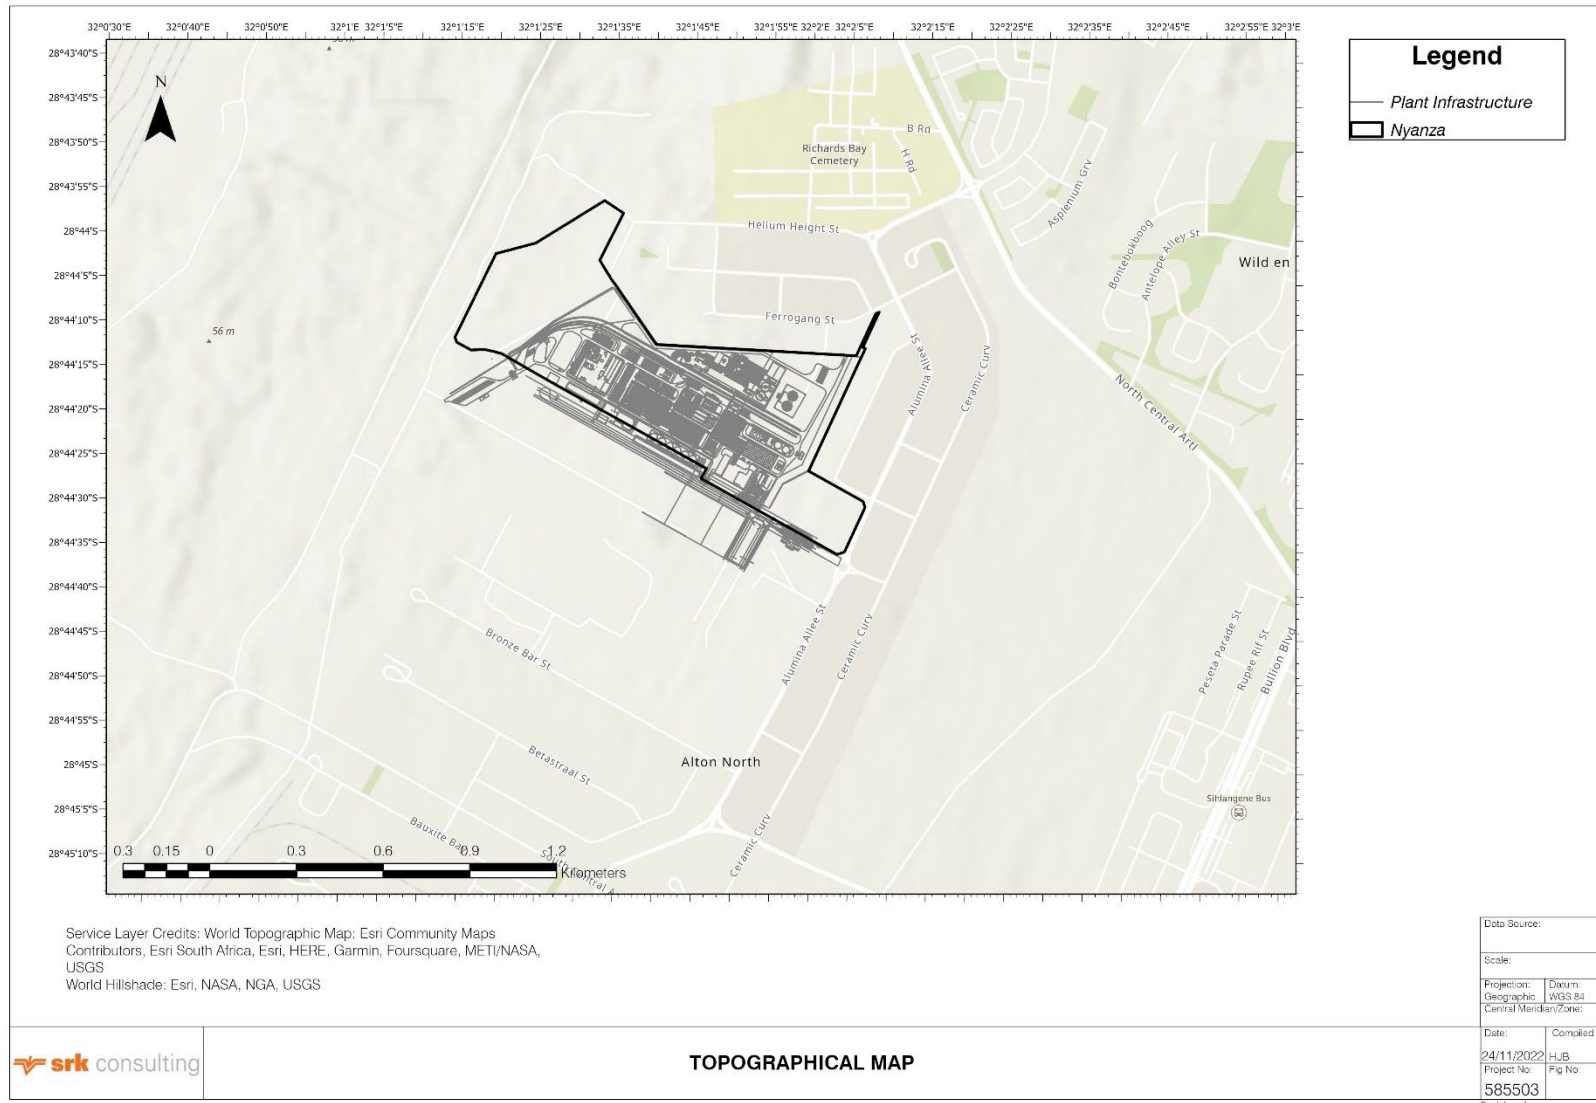 32°0'30"E 32°0'40"E 32°0'50"E 32°1'E 32°1'5"E 32°1'15"E 32°1'25"E 32°1'35"E 32°1'45"E 32°1'55"E 32°2'E 32°2'5"E 32°2'15"E 32°2'25"E 32°2'35"E 32°2'45"E 32°2'55"E 32°3'E
28°43'40"S
28°43'45"S
28°43'50"S
28°43'55"S
28°44'S
28°44'5"S
28°44'10"S
28°44'15"S
28°44'20"S
28°44'25"S
28°44'30"S
28°44'35"S
28°44'40"S
28°44'45"S
28°44'50"S
28°44'55"S
28°45'S
28°45'5"S
28°45'10"S
N
Legend
Plant Infrastructure
Nyanza
B Rd
H Rd
Richards Bay
Cemetery
Asplenium Grv
Helium Height St
Bontebokboog
Antelope Alley St
Wild en
56 m
Ferrogang St
Alumina Allee St
Ceramic Curv
North Central Artl
Bronze Bar St
Alumina Allee St
Ceramic Curv
Peseta Parade St
Rupee Rif St
Bullion Blvd
Betastraal St
Alton North
Sihlangene Bus
Bauxite Bay
Ceramic Curv
South Central A
0.3 0.15 0 0.3 0.6 0.9 1.2
Kilometers
Service Layer Credits: World Topographic Map: Esri Community Maps
Contributors, Esri South Africa, Esri, HERE, Garmin, Foursquare, METI/NASA,
USGS
World Hillshade: Esri, NASA, NGA, USGS
Data Source:
Scale:
Projection: Datum:
Geographic WGS 84
Central Meridian/Zone:
Date: Compiled
24/11/2022 HJB
Project No: Fig No:
585503
srk consulting
TOPOGRAPHICAL MAP